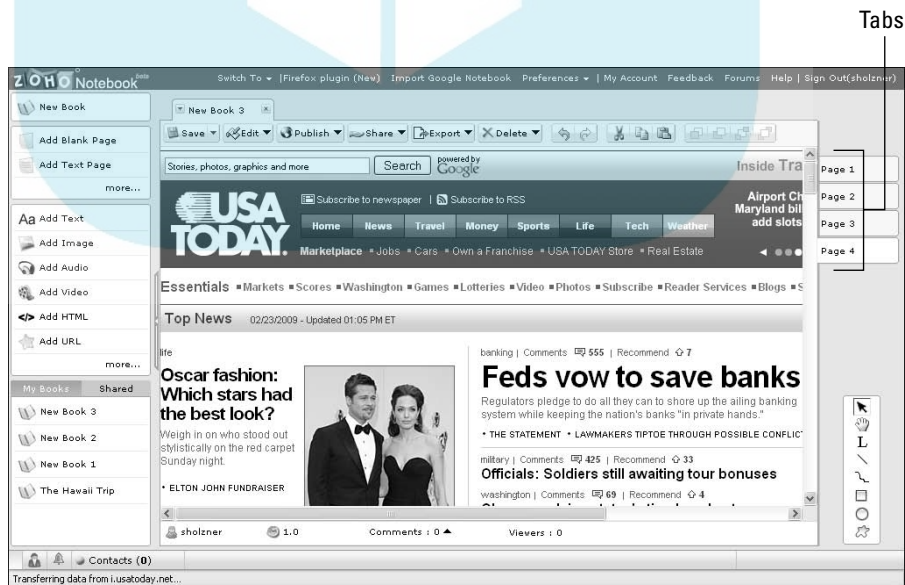 Tabs
ZOHO Notebook beta
Switch To | Firefox plugin (New) Import Google Notebook Preferences | My Account Feedback Forums Help | Sign Out(sholzner)
New Book
New Book 3
Save Edit Publish Share Export Delete
Add Blank Page
Add Text Page
more...
Stories, photos, graphics and more Search powered by Google Inside Tra
Page 1
Page 2
Page 3
Page 4
Aa Add Text
Add Image
Add Audio
Add Video
</> Add HTML
Add URL
more...
USA TODAY.
Subscribe to newspaper | Subscribe to RSS
Airport Ch
Maryland bil
add slots
Home News Travel Money Sports Life Tech Weather
Marketplace Jobs Cars Own a Franchise USA TODAY Store Real Estate
Essentials Markets Scores Washington Games Lotteries Video Photos Subscribe Reader Services Blogs S
Top News 02/23/2009 - Updated 01:05 PM ET
life
Oscar fashion:
Which stars had
the best look?
Weigh in on who stood out
stylistically on the red carpet
Sunday night.
• ELTON JOHN FUNDRAISER
banking | Comments 555 | Recommend 7
Feds vow to save banks
Regulators pledge to do all they can to shore up the ailing banking
system while keeping the nation's banks "in private hands."
• THE STATEMENT • LAWMAKERS TIPTOE THROUGH POSSIBLE CONFLIC
military | Comments 425 | Recommend 33
Officials: Soldiers still awaiting tour bonuses
washington | Comments 69 | Recommend 4
My Books Shared
New Book 3
New Book 2
New Book 1
The Hawaii Trip
L
sholzner 1.0 Comments : 0 Viewers : 0
Contacts (0)
Transferring data from i.usatoday.net...